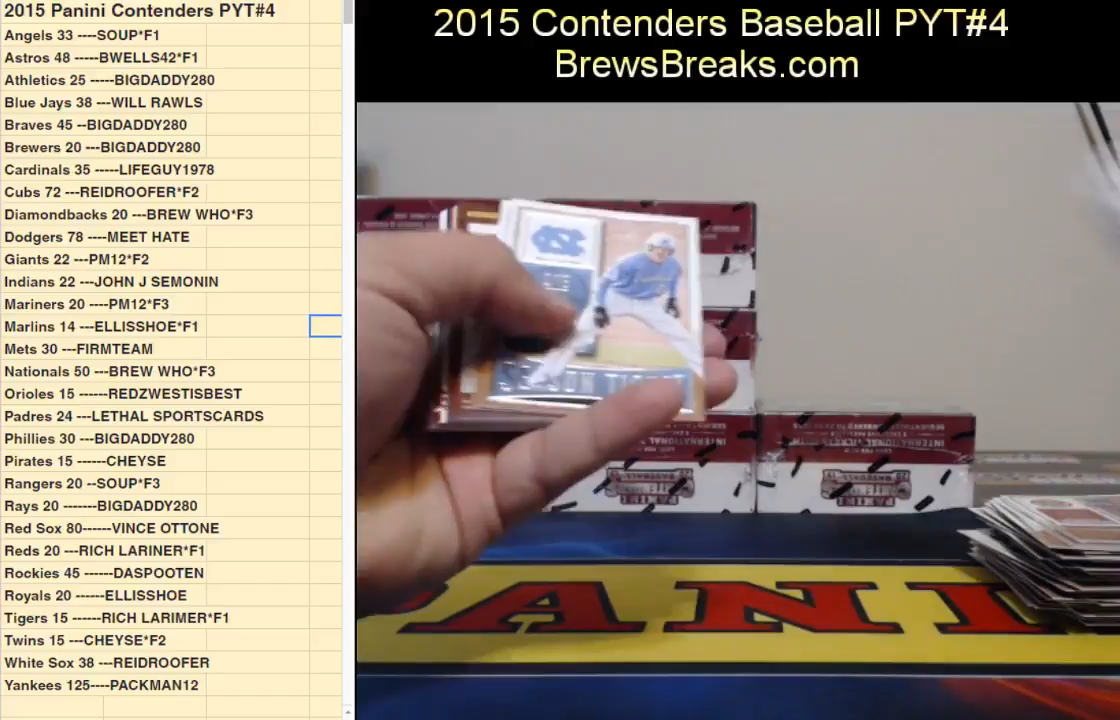 2015 Panini Contenders PYT#4
Angels 33 ----SOUP*F1
Astros 48 -----BWELLS42*F1
Athletics 25 -----BIGDADDY280
Blue Jays 38 ---WILL RAWLS
Braves 45 --BIGDADDY280
Brewers 20 ---BIGDADDY280
Cardinals 35 -----LIFEGUY1978
Cubs 72 ---REIDROOFER*F2
Diamondbacks 20 ---BREW WHO*F3
Dodgers 78 ----MEET HATE
Giants 22 ---PM12*F2
Indians 22 ---JOHN J SEMONIN
Mariners 20 ----PM12*F3
Marlins 14 ---ELLISSHOE*F1
Mets 30 ---FIRMTEAM
Nationals 50 ---BREW WHO*F3
Orioles 15 -----REDZWESTISBEST
Padres 24 ---LETHAL SPORTSCARDS
Phillies 30 ---BIGDADDY280
Pirates 15 ------CHEYSE
Rangers 20 --SOUP*F3
Rays 20 ------BIGDADDY280
Red Sox 80------VINCE OTTONE
Reds 20 ---RICH LARINER*F1
Rockies 45 ------DASPOOTEN
Royals 20 ----ELLISSHOE
Tigers 15 ------RICH LARIMER*F1
Twins 15 ---CHEYSE*F2
White Sox 38 ---REIDROOFER
Yankees 125----PACKMAN12
2015 Contenders Baseball PYT#4
BrewsBreaks.com
INTERNATIONAL TICKETS
INTERNATIONAL TICKETS
PANINI